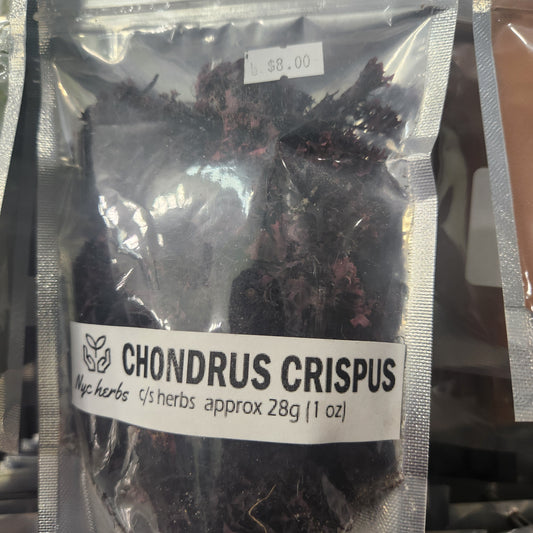 $8.00
CHONDRUS CRISPUS
Nyc herbs c/s herbs approx 28g (1 oz)